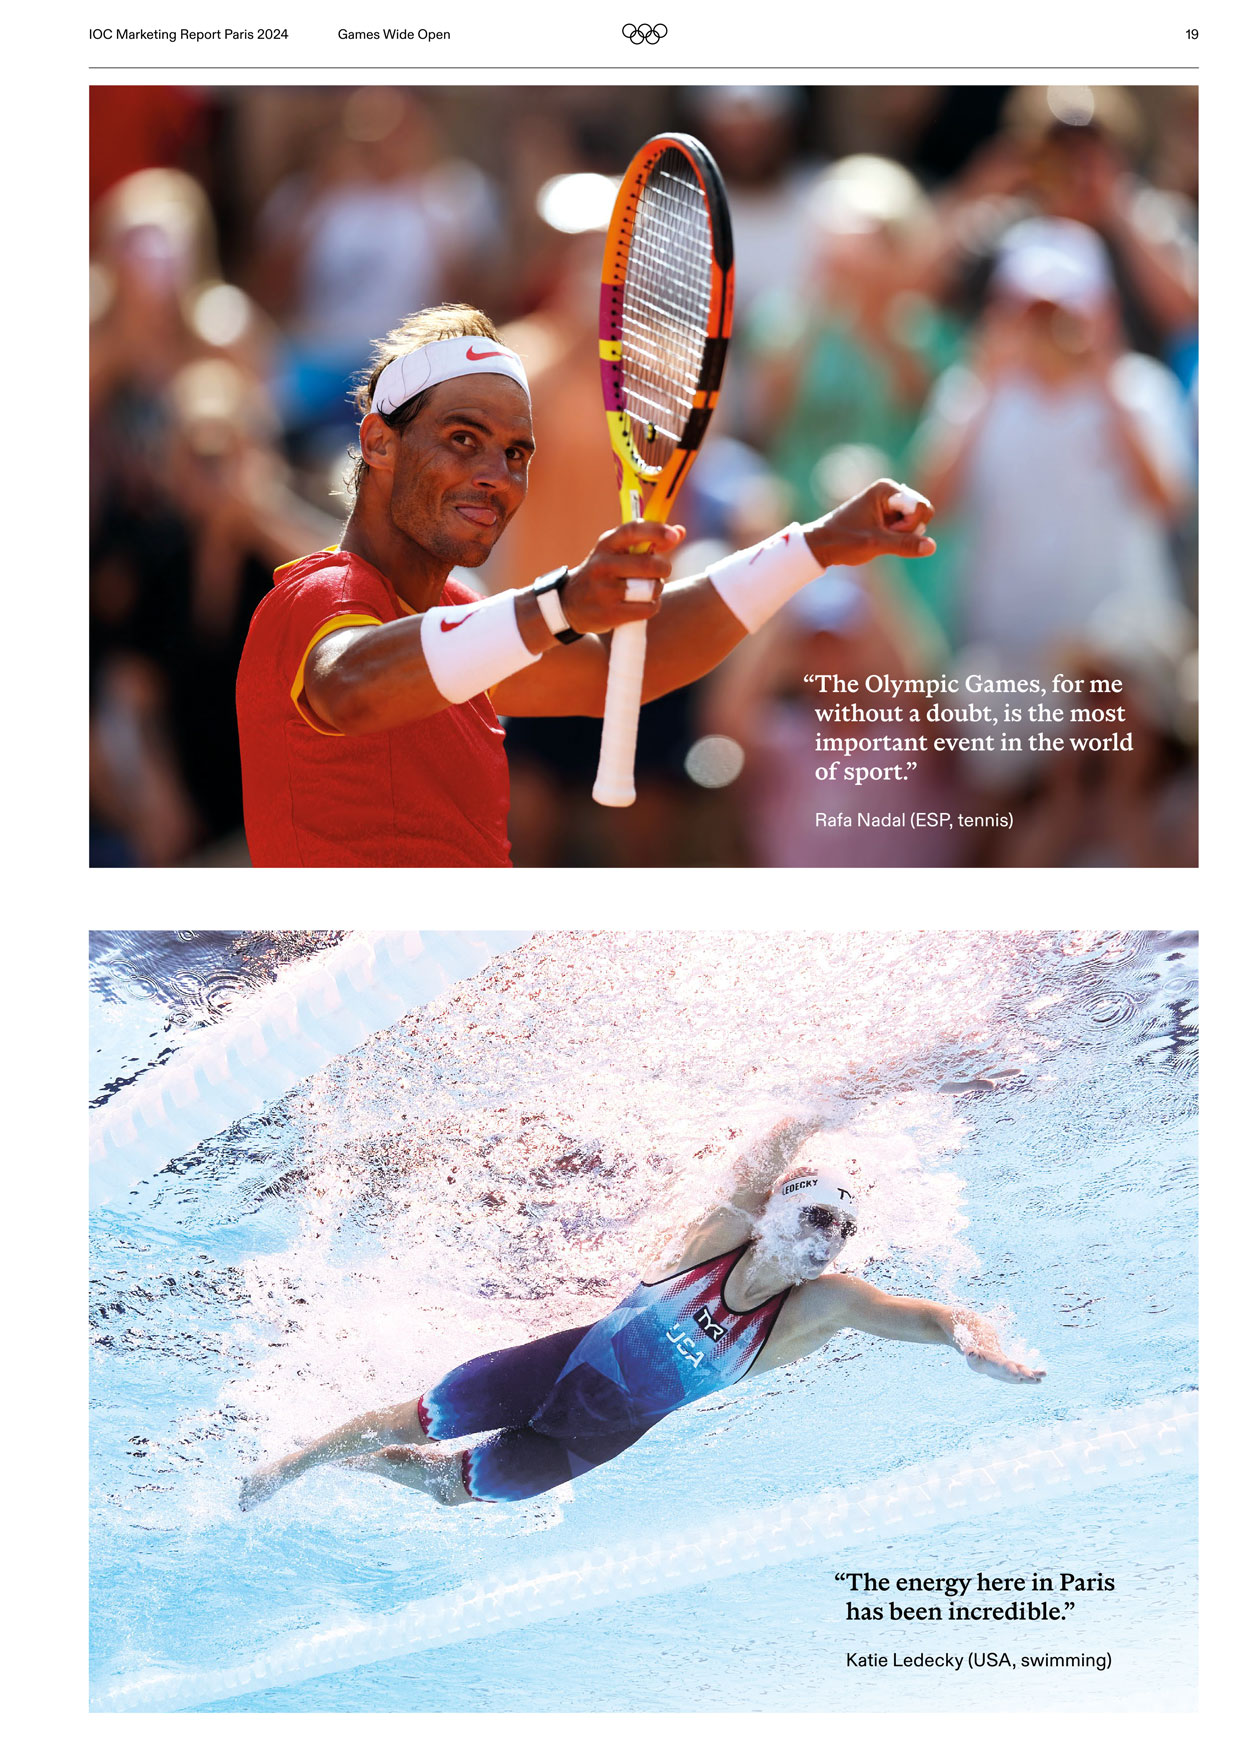 IOC Marketing Report Paris 2024
Games Wide Open
19
“The Olympic Games, for me
without a doubt, is the most
important event in the world
of sport.”
Rafa Nadal (ESP, tennis)
LEDECKY
TYR
USA
“The energy here in Paris
has been incredible.”
Katie Ledecky (USA, swimming)